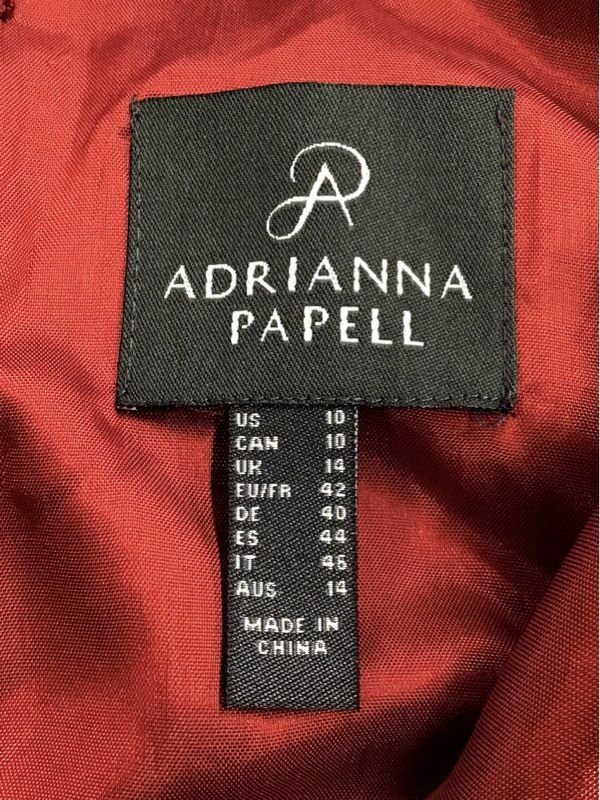 ADRIANNA
PAPELL
US 10
CAN 10
UK 14
EU/FR 42
DE 40
ES 44
IT 46
AUS 14
MADE IN
CHINA